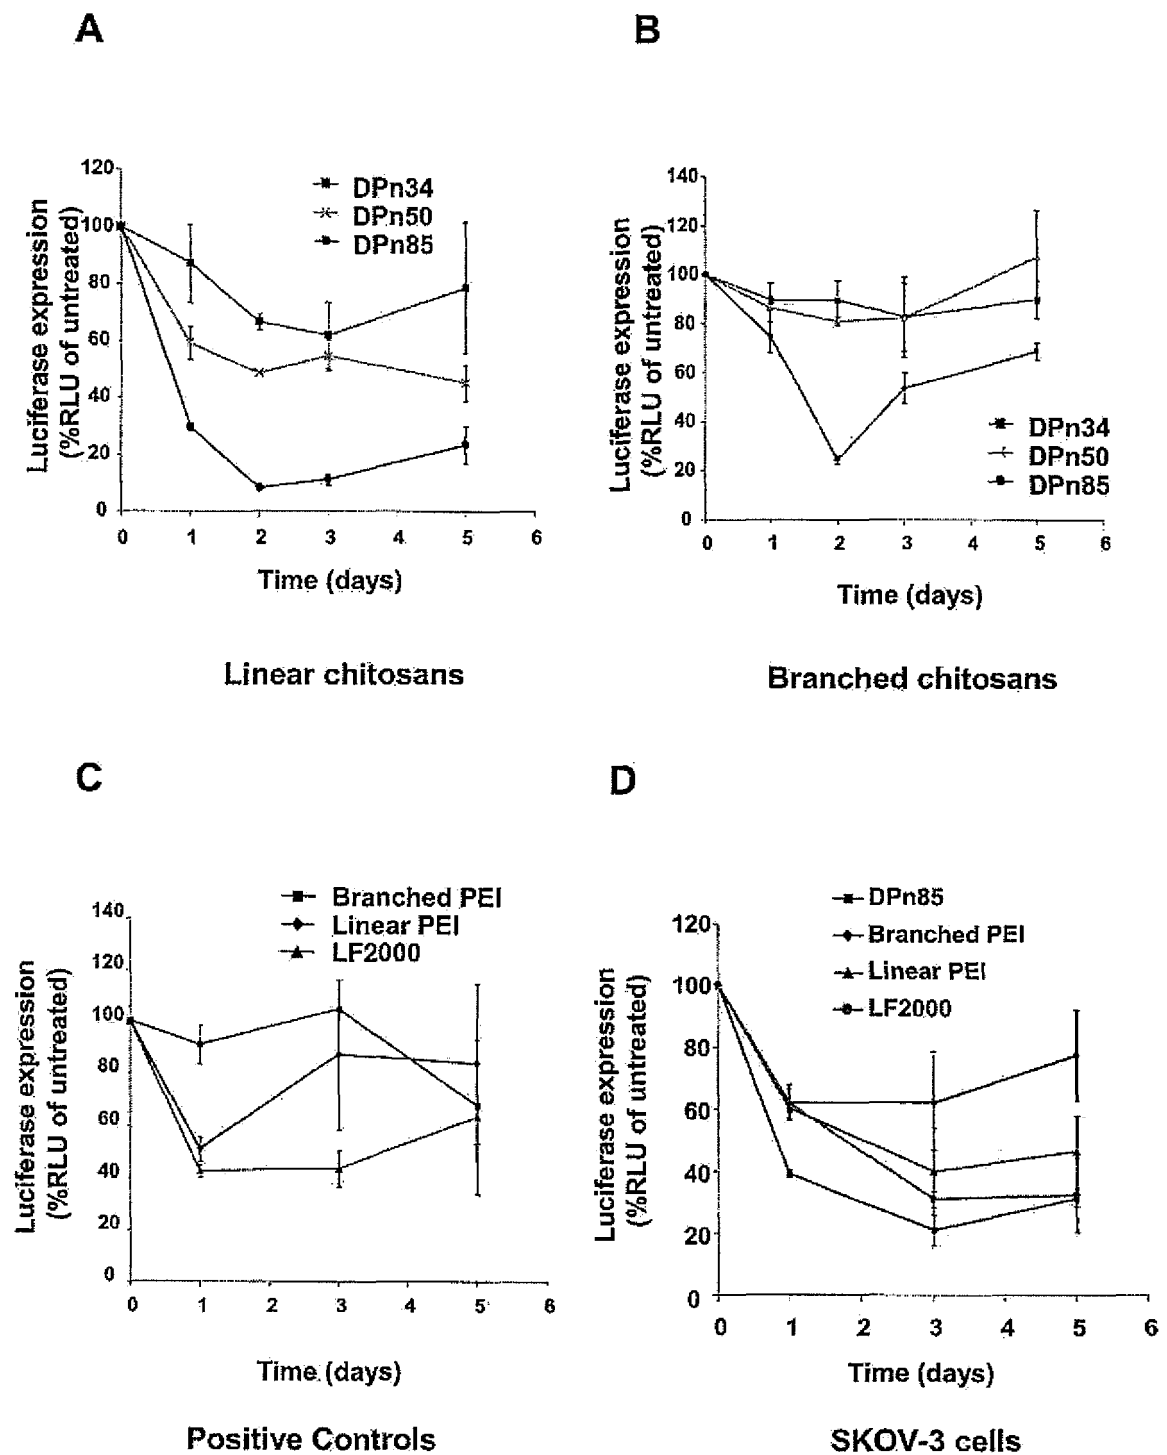 A
Luciferase expression
(%RLU of untreated)
120
100
80
60
40
20
0
DPn34
DPn50
DPn85
0 1 2 3 4 5 6
Time (days)
Linear chitosans
B
Luciferase expression
(%RLU of untreated)
140
120
100
80
60
40
20
0
DPn34
DPn50
DPn85
0 1 2 3 5 6
Time (days)
Branched chitosans
C
Luciferase expression
(%RLU of untreated)
140
120
100
80
60
40
20
0
Branched PEI
Linear PEI
LF2000
0 1 2 3 4 5 6
Time (days)
Positive Controls
D
Luciferase expression
(%RLU of untreated)
120
100
80
60
40
20
0
DPn85
Branched PEI
Linear PEI
LF2000
0 1 2 3 4 5 6
Time (days)
SKOV-3 cells